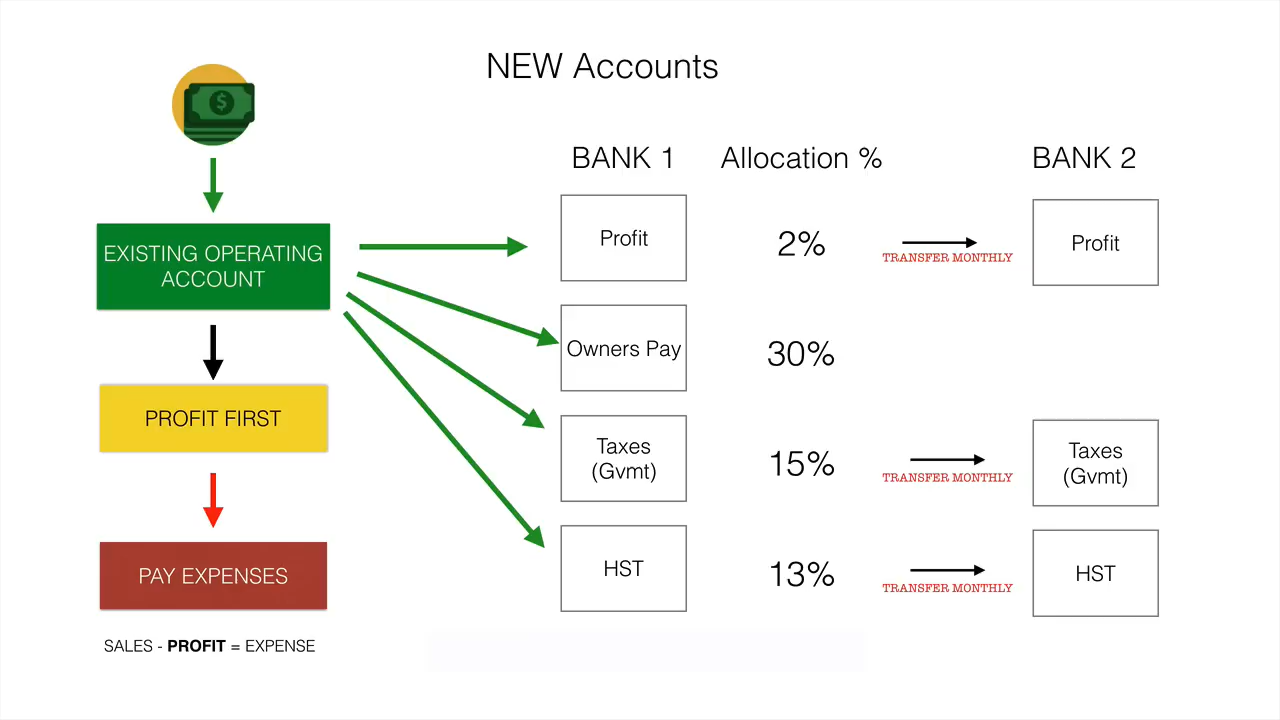 NEW Accounts
$
EXISTING OPERATING
ACCOUNT
PROFIT FIRST
PAY EXPENSES
SALES - PROFIT = EXPENSE
BANK 1 Allocation % BANK 2
Profit 2% Profit
TRANSFER MONTHLY
Owners Pay 30%
Taxes
(Gvmt)
15%
TRANSFER MONTHLY
Taxes
(Gvmt)
HST 13% HST
TRANSFER MONTHLY